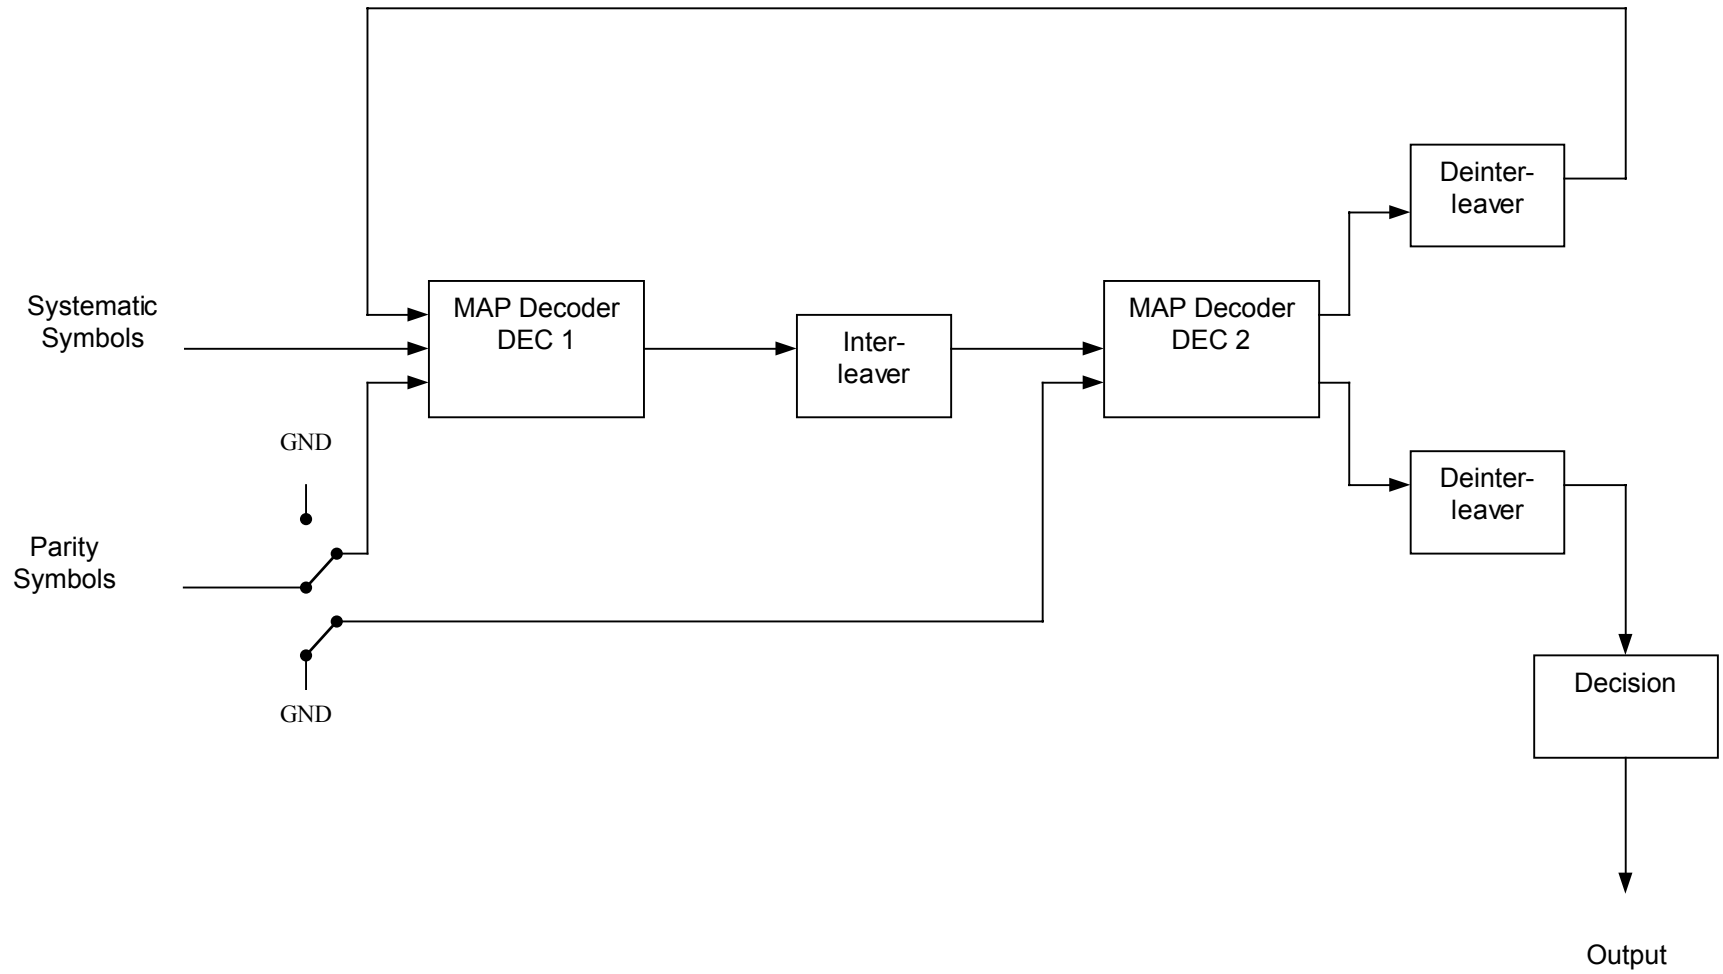 Deinter-
leaver
Systematic
Symbols
MAP Decoder
DEC 1
Inter-
leaver
MAP Decoder
DEC 2
GND
Parity
Symbols
GND
Deinter-
leaver
Decision
Output